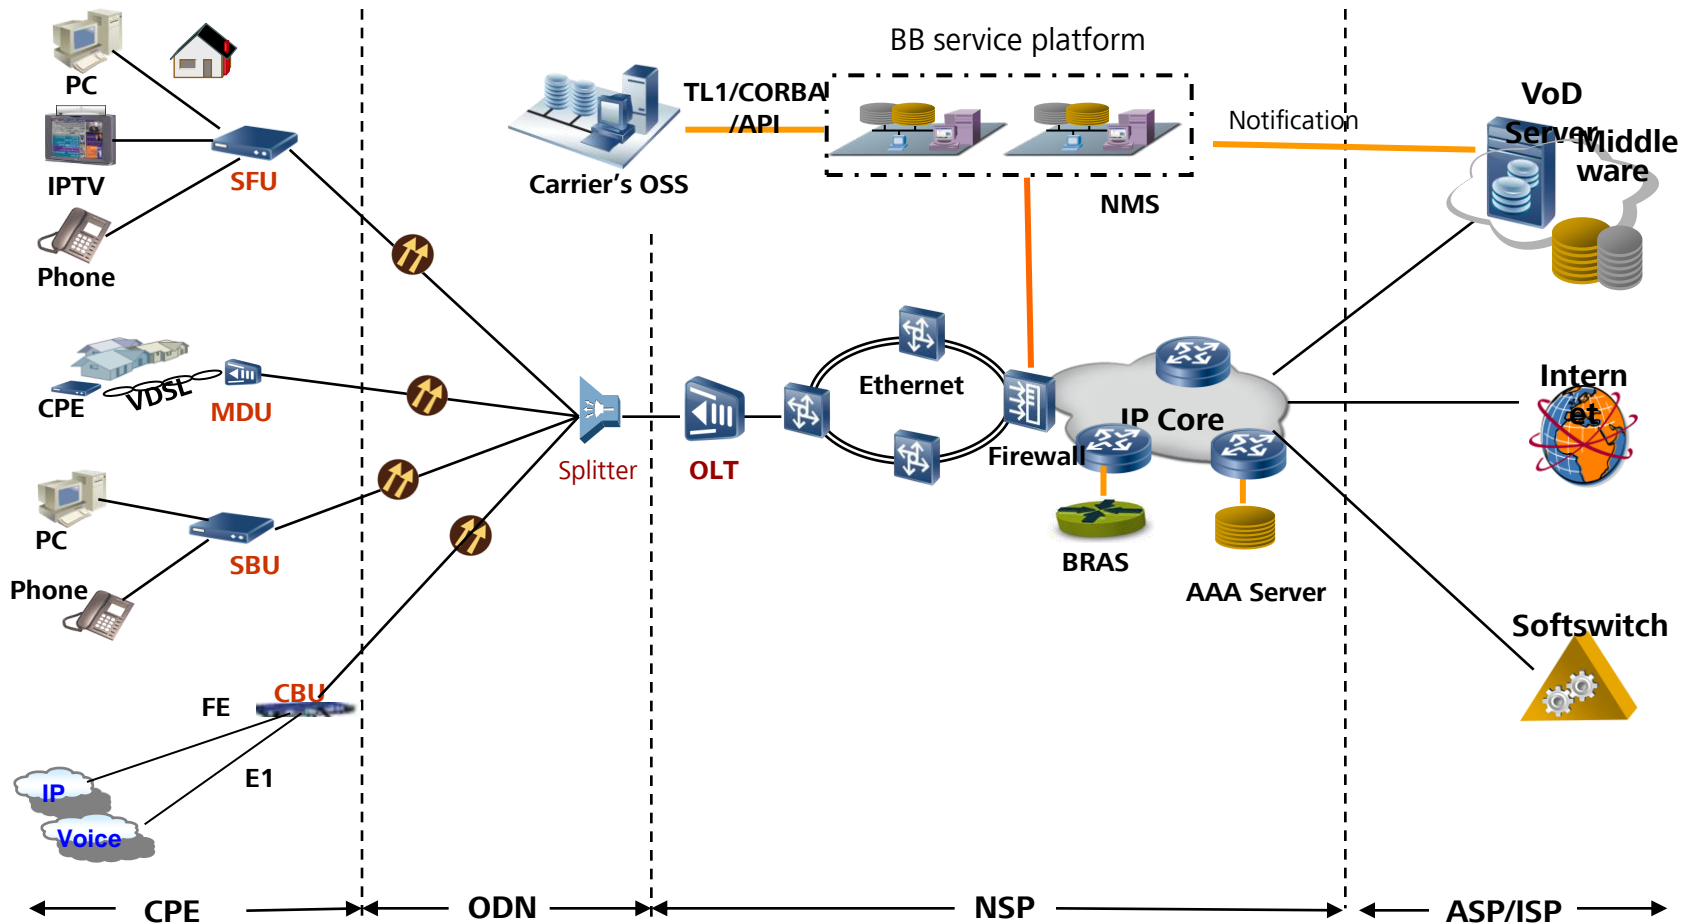 BB service platform
PC
TL1/CORBA
/API
Notification
VoD
Server
Middle
ware
IPTV
SFU
Carrier's OSS
NMS
Phone
Ethernet
Intern
et
CPE
VDSL
MDU
IP Core
Firewall
Splitter
OLT
PC
SBU
BRAS
Phone
AAA Server
Softswitch
CBU
FE
E1
IP
Voice
CPE
ODN
NSP
ASP/ISP